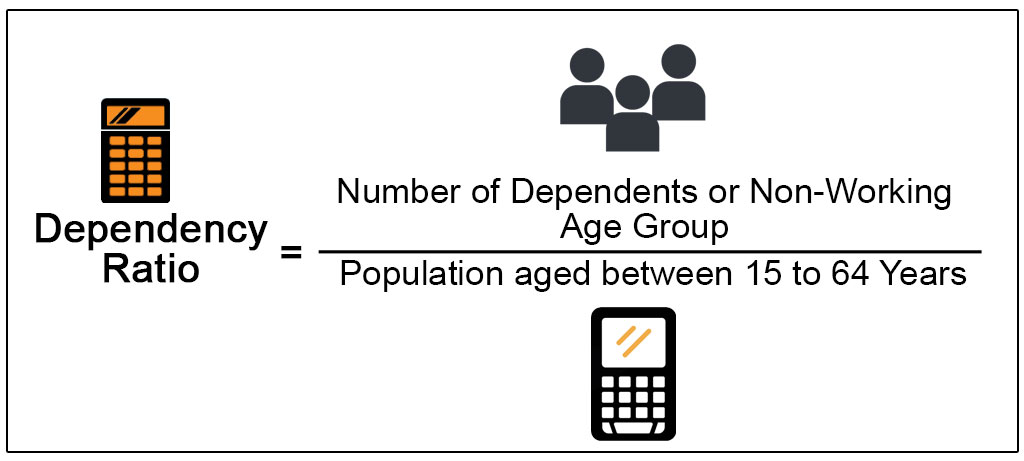 Dependency
Ratio
=
Number of Dependents or Non-Working
Age Group
Population aged between 15 to 64 Years